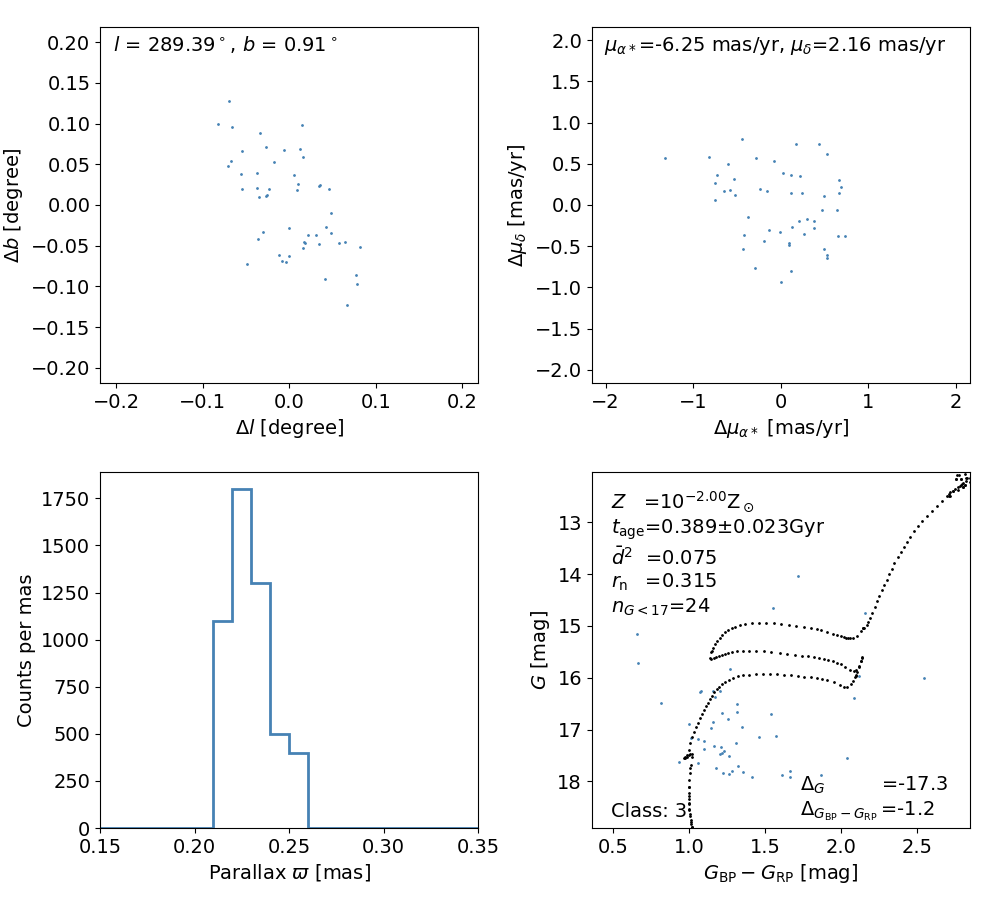 l = 289.39°, b = 0.91°
0.20
0.15
0.10
0.05
0.00
−0.05
−0.10
−0.15
−0.20
Δb [degree]
−0.2
−0.1
0.0
0.1
0.2
Δl [degree]
μα∗=-6.25 mas/yr, μδ=2.16 mas/yr
2.0
1.5
1.0
0.5
0.0
−0.5
−1.0
−1.5
−2.0
Δμδ [mas/yr]
−2
−1
0
1
2
Δμα∗ [mas/yr]
1750
1500
1250
1000
750
500
250
0
Counts per mas
0.15
0.20
0.25
0.30
0.35
Parallax ϖ [mas]
Z =10^−2.00Z⊙
tage=0.389±0.023Gyr
d̄² =0.075
rn =0.315
nG<17=24
13
14
15
16
17
18
G [mag]
ΔG =-17.3
ΔGBP−GRP=-1.2
Class: 3
0.5
1.0
1.5
2.0
2.5
GBP−GRP [mag]